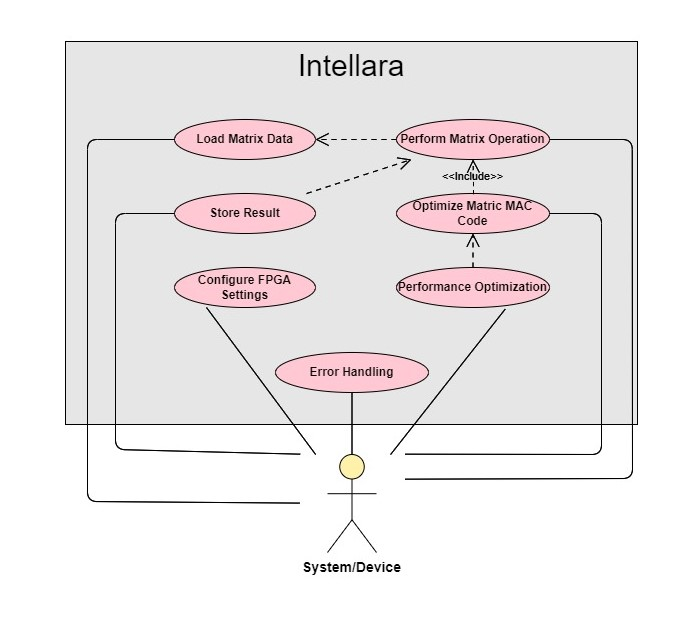 Intellara
Load Matrix Data
Perform Matrix Operation
<<Include>>
Store Result
Optimize Matric MAC
Code
Configure FPGA
Settings
Performance Optimization
Error Handling
System/Device